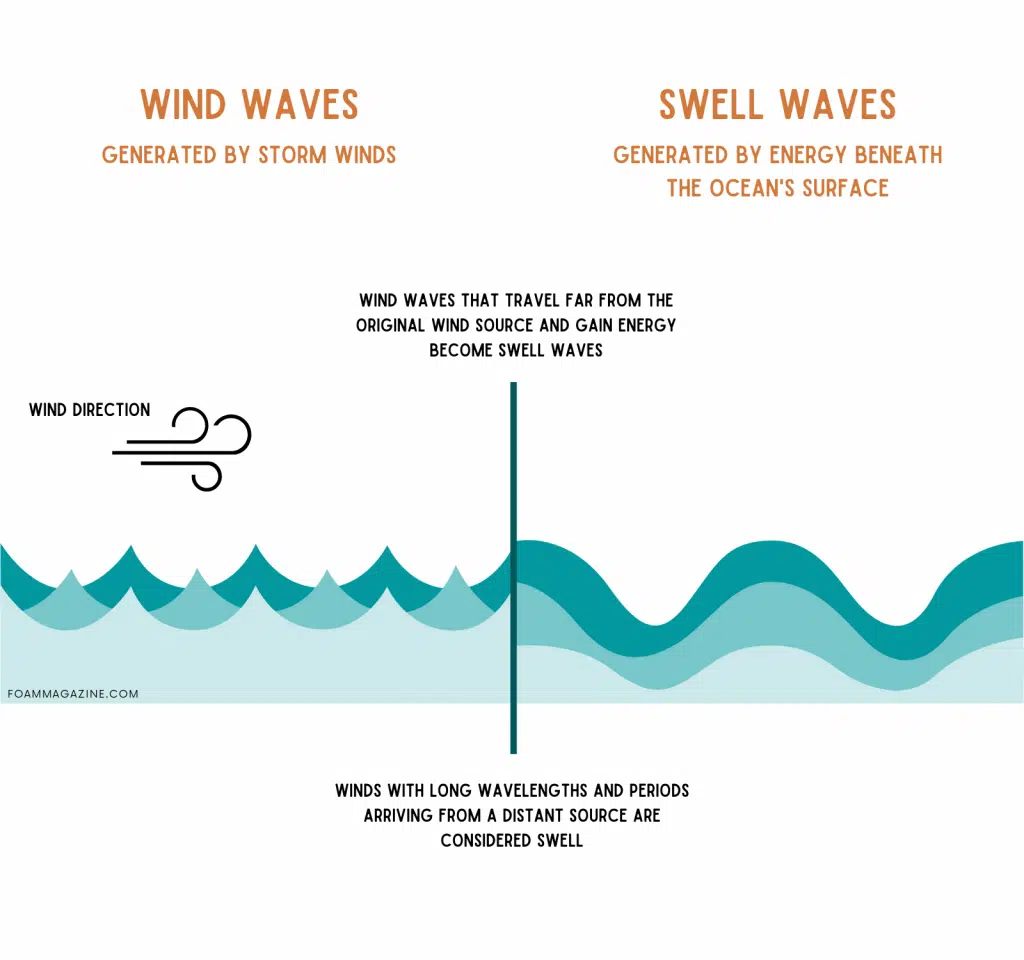 WIND WAVES
GENERATED BY STORM WINDS
SWELL WAVES
GENERATED BY ENERGY BENEATH
THE OCEAN'S SURFACE
WIND WAVES THAT TRAVEL FAR FROM THE
ORIGINAL WIND SOURCE AND GAIN ENERGY
BECOME SWELL WAVES
WIND DIRECTION
FOAMMAGAZINE.COM
WINDS WITH LONG WAVELENGTHS AND PERIODS
ARRIVING FROM A DISTANT SOURCE ARE
CONSIDERED SWELL